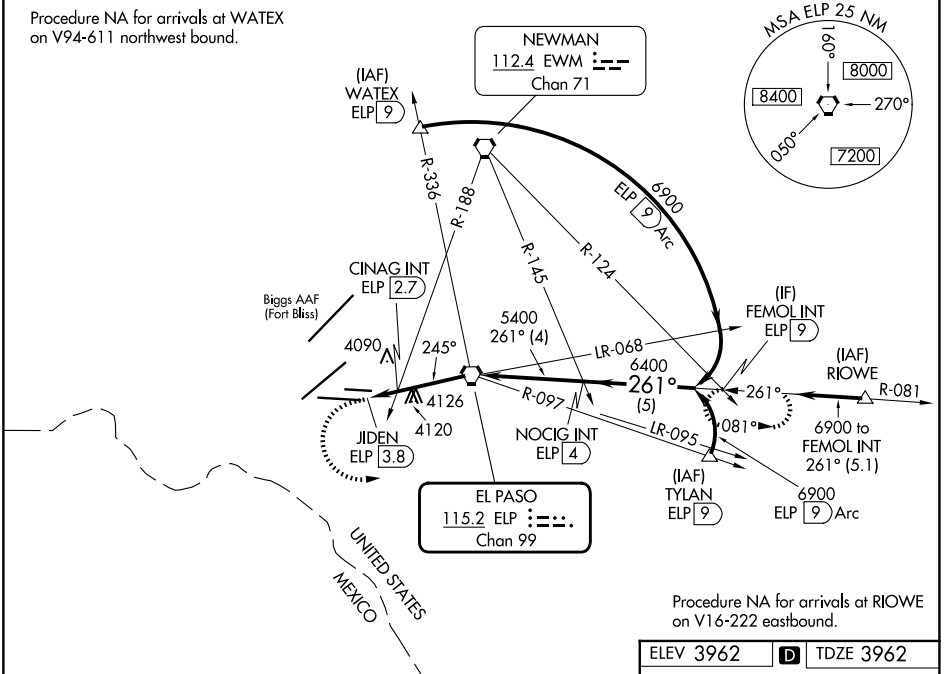 Procedure NA for arrivals at WATEX
on V94-611 northwest bound.
NEWMAN
112.4 EWM
Chan 71
MSA ELP 25 NM
160°
8000
8400
270°
050°
7200
(IAF)
WATEX
ELP 9
R-336
R-188
6900
ELP 9 Arc
R-145
R-124
CINAG INT
ELP 2.7
Biggs AAF
(Fort Bliss)
(IF)
FEMOL INT
ELP 9
5400
261° (4)
LR-068
4090
245°
6400
261°
(5)
(IAF)
RIOWE
261°
R-081
R-097
4126
4120
081°
6900 to
FEMOL INT
261° (5.1)
JIDEN
ELP 3.8
NOCIG INT
ELP 4
LR-095
(IAF)
TYLAN
ELP 9
6900
ELP 9 Arc
EL PASO
115.2 ELP
Chan 99
UNITED STATES
MEXICO
Procedure NA for arrivals at RIOWE
on V16-222 eastbound.
ELEV 3962 D TDZE 3962